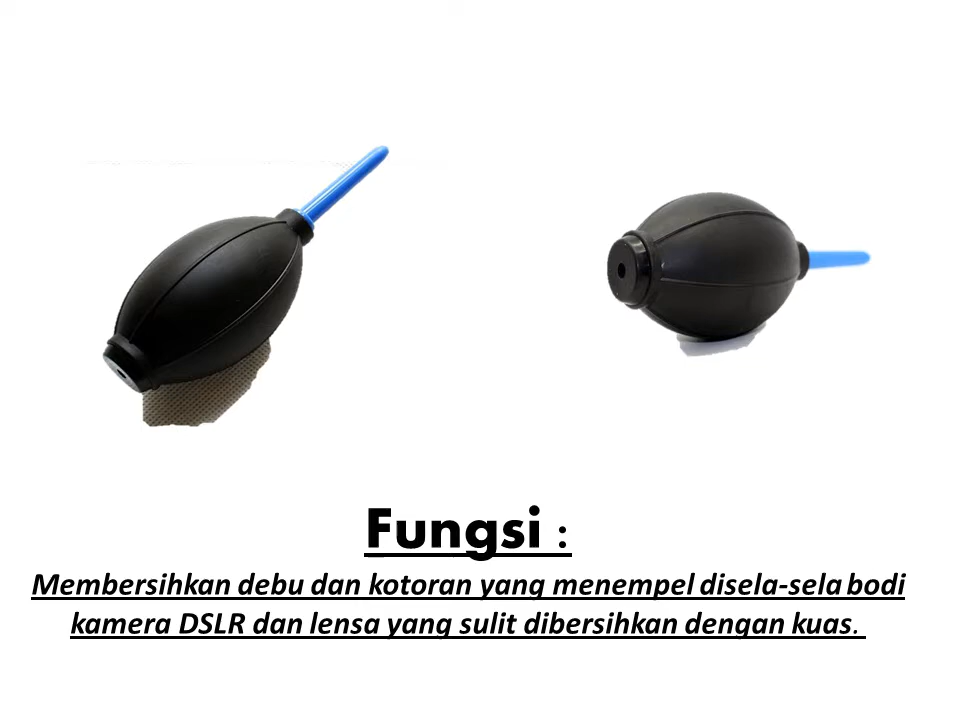 Fungsi :
Membersihkan debu dan kotoran yang menempel disela-sela bodi
kamera DSLR dan lensa yang sulit dibersihkan dengan kuas.